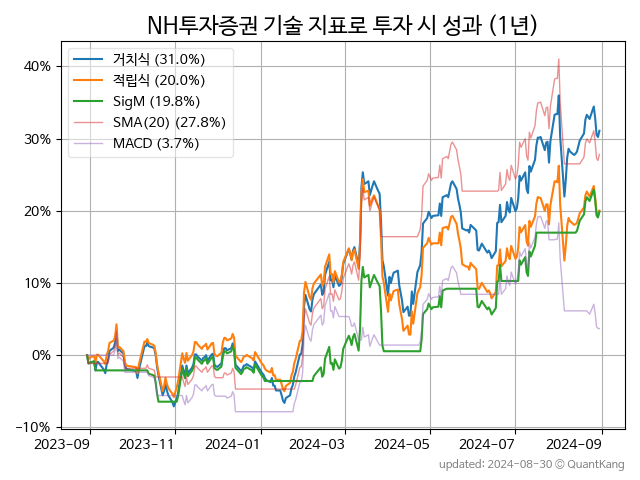 NH투자증권 기술 지표로 투자 시 성과 (1년)
거치식 (31.0%)
적립식 (20.0%)
SigM (19.8%)
SMA(20) (27.8%)
MACD (3.7%)
40%
30%
20%
10%
0%
−10%
2023-09 2023-11 2024-01 2024-03 2024-05 2024-07 2024-09
updated: 2024-08-30 © QuantKang